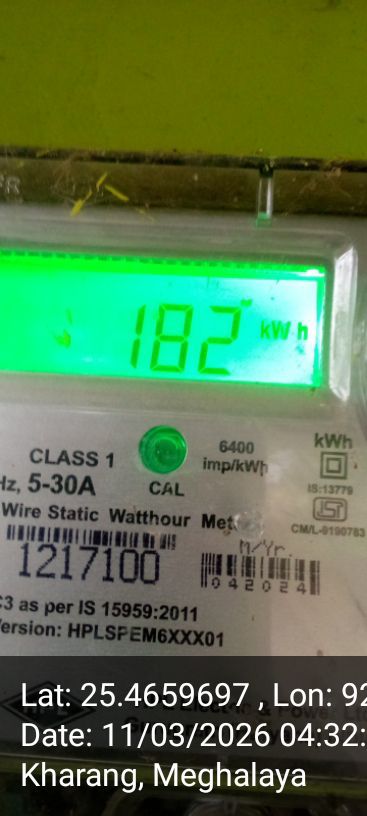 182 kWh
CLASS 1
6400
imp/kWh
kWh
Hz, 5-30A
CAL
IS:13779
Wire Static Watthour Met
CM/L-9190783
M/Yr.
1217100
042024
C3 as per IS 15959:2011
Version: HPLSPEM6XXX01
Lat: 25.4659697 , Lon: 92
Date: 11/03/2026 04:32:
Kharang, Meghalaya